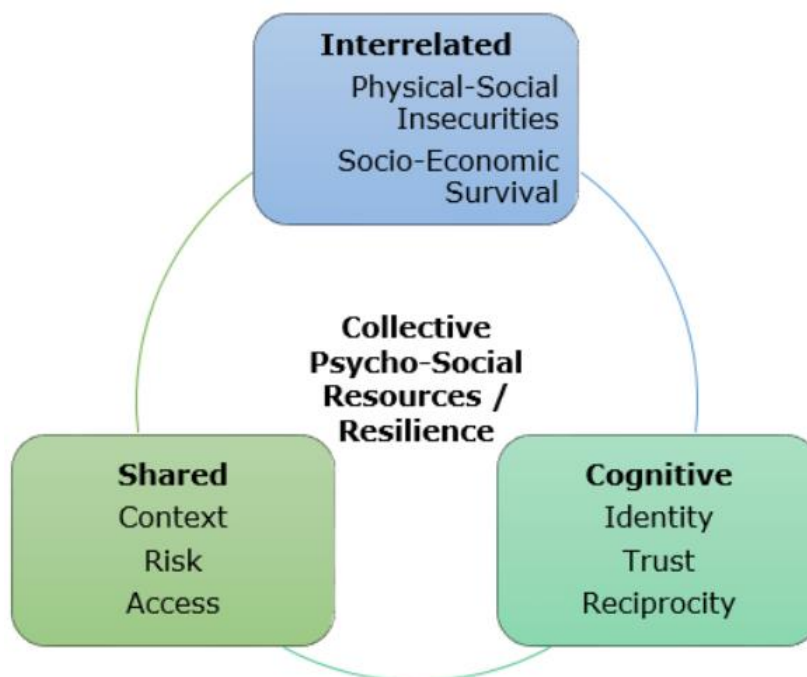 Interrelated
Physical-Social
Insecurities
Socio-Economic
Survival
Collective
Psycho-Social
Resources /
Resilience
Shared
Context
Risk
Access
Cognitive
Identity
Trust
Reciprocity